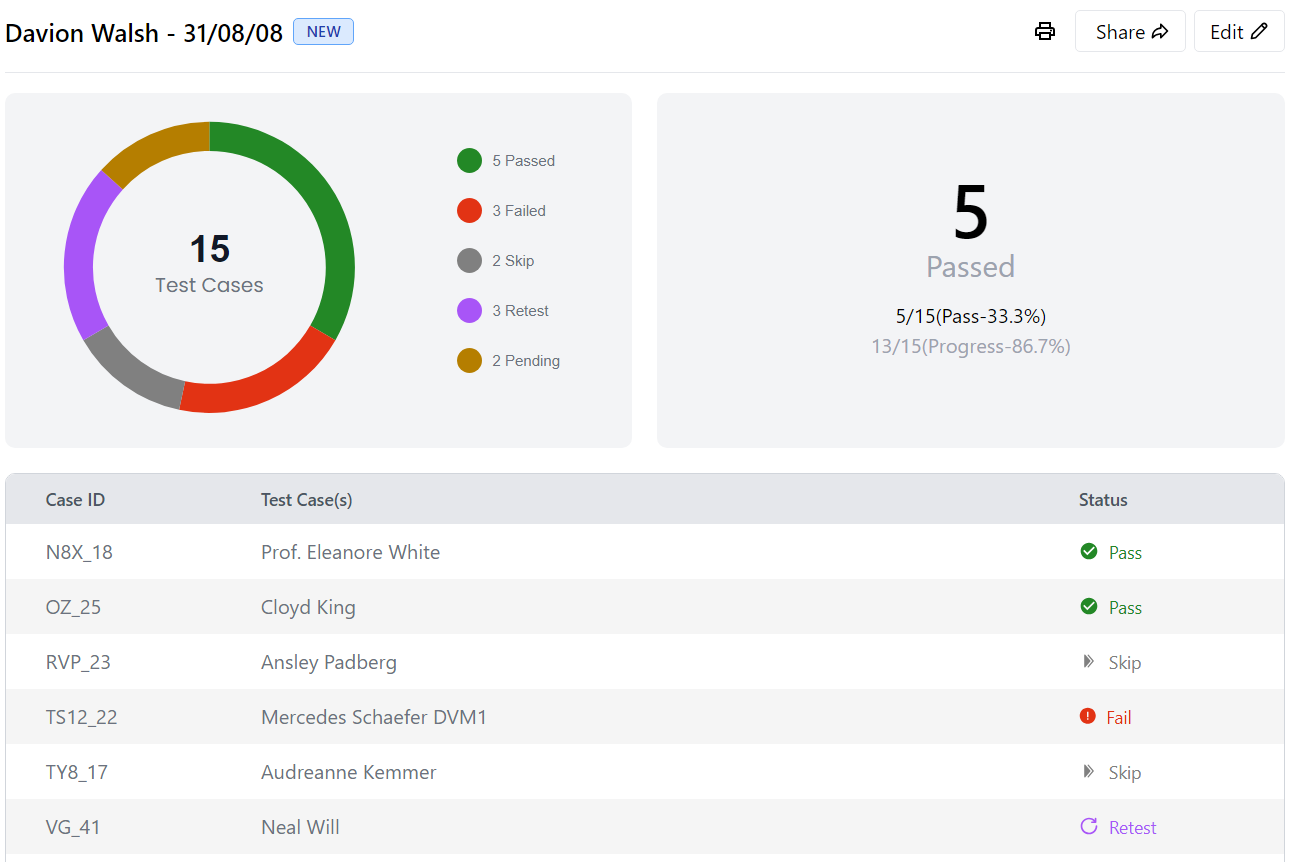 Davion Walsh - 31/08/08 NEW Share Edit
5 Passed
3 Failed
2 Skip
3 Retest
2 Pending
15
Test Cases
5
Passed
5/15(Pass-33.3%)
13/15(Progress-86.7%)
Case ID Test Case(s) Status
N8X_18 Prof. Eleanore White Pass
OZ_25 Cloyd King Pass
RVP_23 Ansley Padberg Skip
TS12_22 Mercedes Schaefer DVM1 Fail
TY8_17 Audreanne Kemmer Skip
VG_41 Neal Will Retest